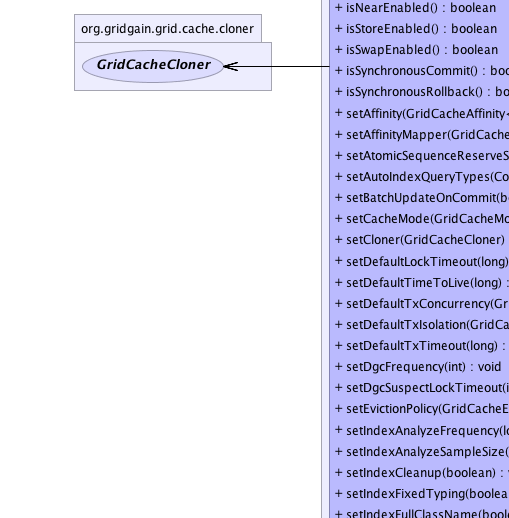 org.gridgain.grid.cache.cloner
GridCacheCloner
+ isNearEnabled() : boolean
+ isStoreEnabled() : boolean
+ isSwapEnabled() : boolean
+ isSynchronousCommit() : boo
+ isSynchronousRollback() : bo
+ setAffinity(GridCacheAffinity<
+ setAffinityMapper(GridCache
+ setAtomicSequenceReserveS
+ setAutoIndexQueryTypes(Co
+ setBatchUpdateOnCommit(b
+ setCacheMode(GridCacheMo
+ setCloner(GridCacheCloner)
+ setDefaultLockTimeout(long)
+ setDefaultTimeToLive(long) :
+ setDefaultTxConcurrency(Gr
+ setDefaultTxIsolation(GridCa
+ setDefaultTxTimeout(long) :
+ setDgcFrequency(int) : void
+ setDgcSuspectLockTimeout(i
+ setEvictionPolicy(GridCacheE
+ setIndexAnalyzeFrequency(lo
+ setIndexAnalyzeSampleSize(
+ setIndexCleanup(boolean) :
+ setIndexFixedTyping(boolea
+ setIndexFullClassName(bool